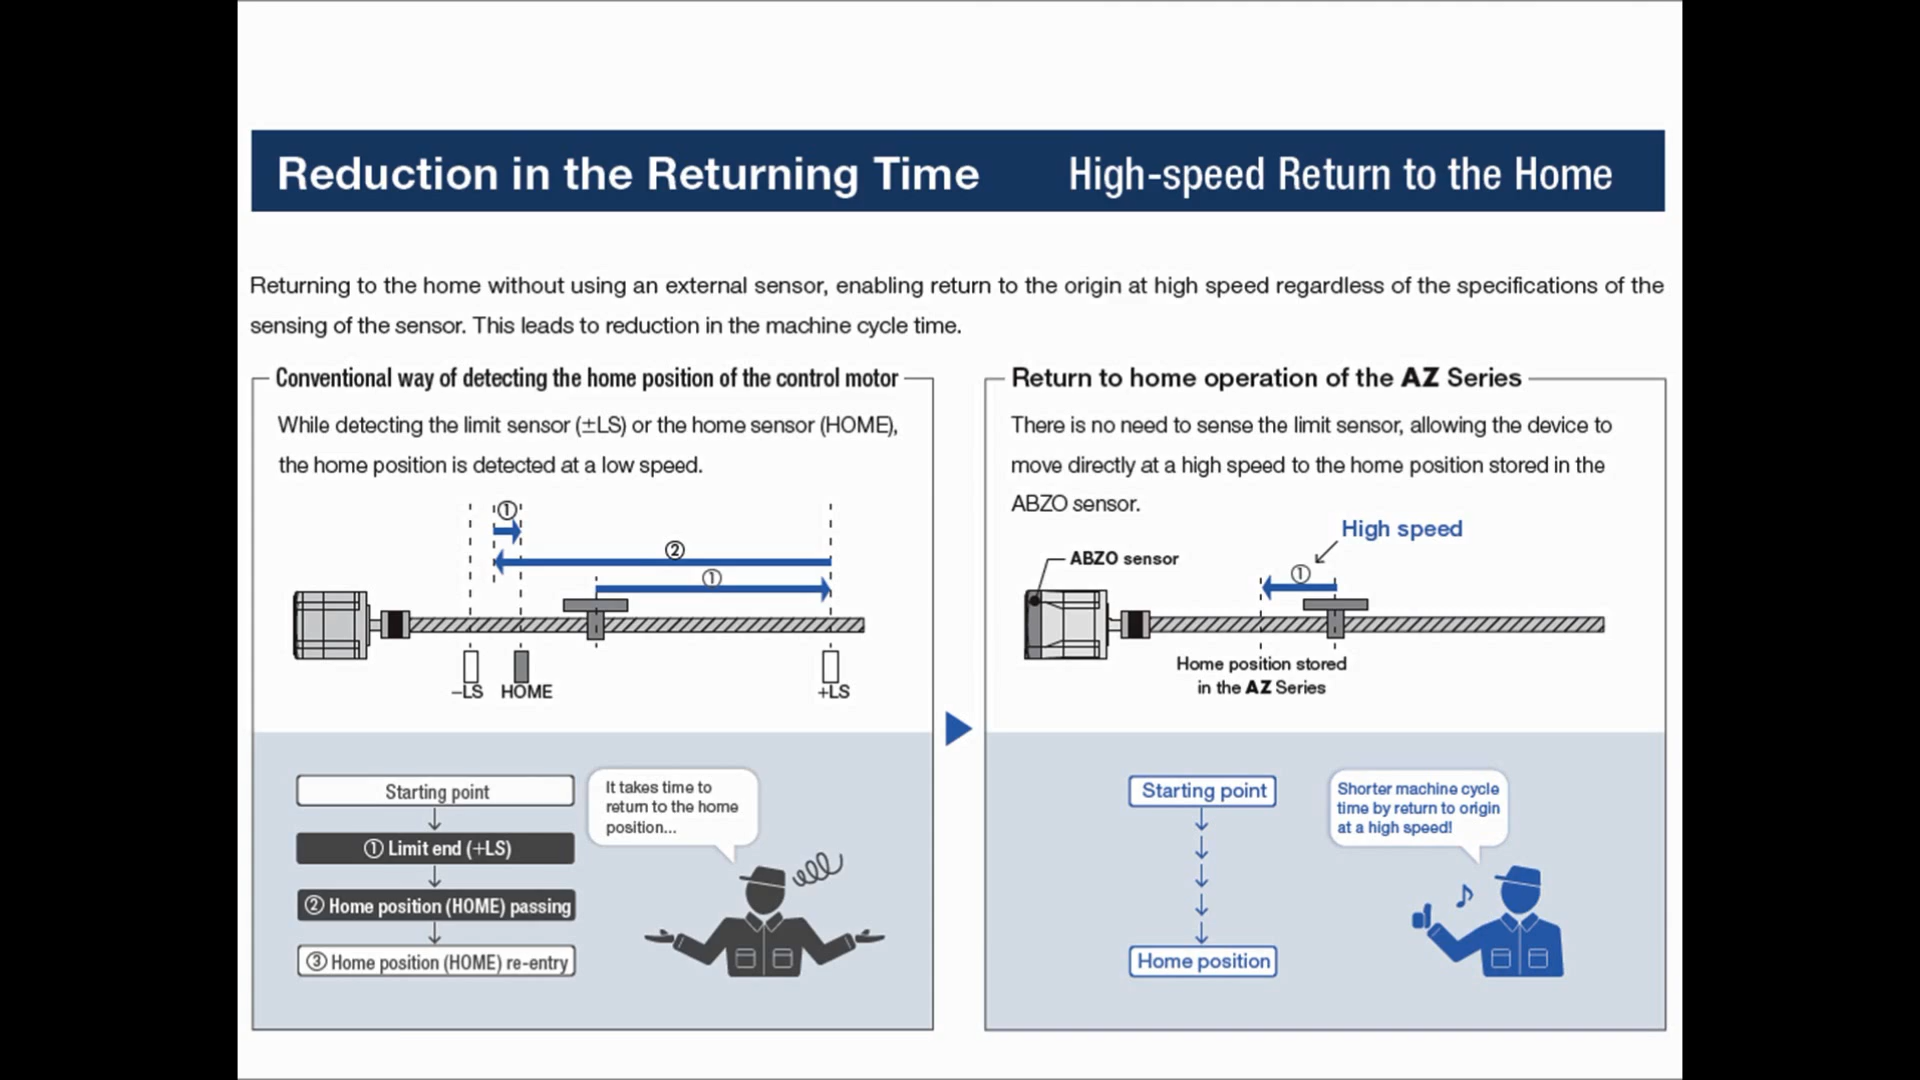 Reduction in the Returning Time High-speed Return to the Home
Returning to the home without using an external sensor, enabling return to the origin at high speed regardless of the specifications of the
sensing of the sensor. This leads to reduction in the machine cycle time.
Conventional way of detecting the home position of the control motor
While detecting the limit sensor (±LS) or the home sensor (HOME),
the home position is detected at a low speed.
①
②
①
–LS HOME +LS
Starting point
① Limit end (+LS)
② Home position (HOME) passing
③ Home position (HOME) re-entry
It takes time to
return to the home
position...
Return to home operation of the AZ Series
There is no need to sense the limit sensor, allowing the device to
move directly at a high speed to the home position stored in the
ABZO sensor.
High speed
ABZO sensor
①
Home position stored
in the AZ Series
Starting point
Home position
Shorter machine cycle
time by return to origin
at a high speed!